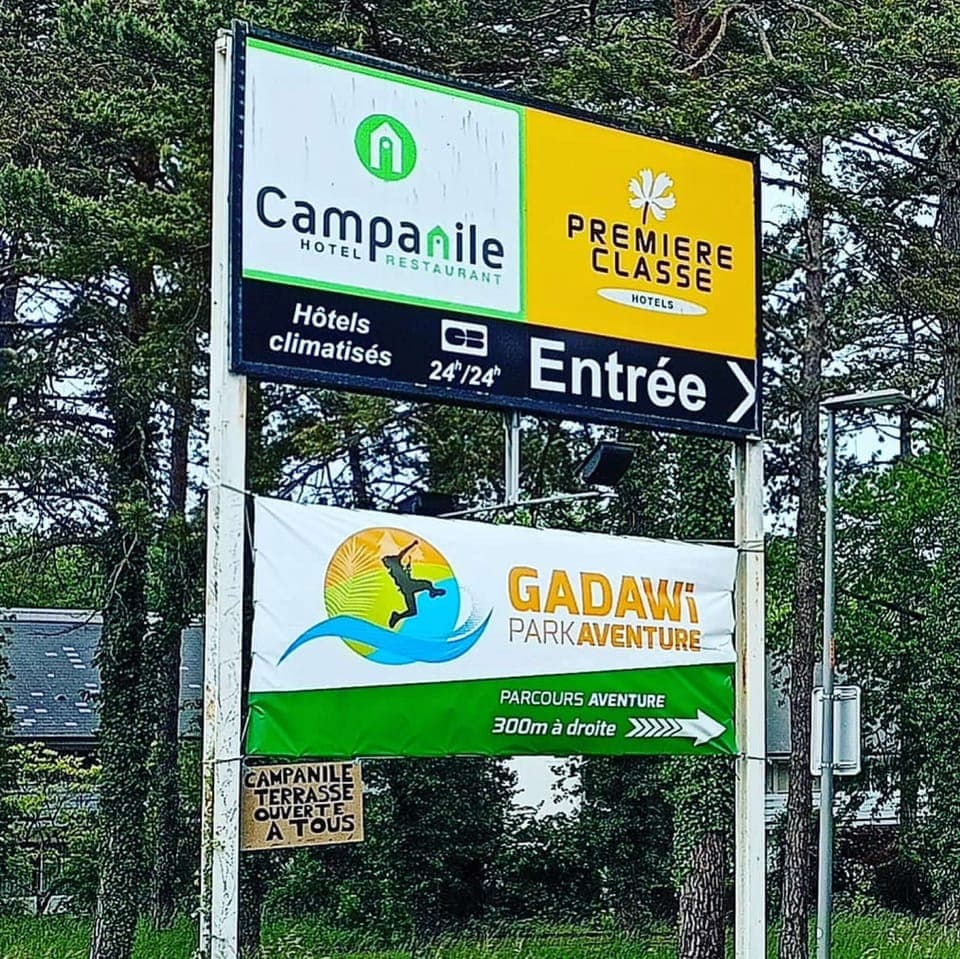 Campanile
HOTEL RESTAURANT
PREMIERE
CLASSE
HOTELS
Hôtels
climatisés
CB
24h/24h
Entrée
GADAWi
PARKAVENTURE
PARCOURS AVENTURE
300m à droite
CAMPANILE
TERRASSE
OUVERTE
A TOUS